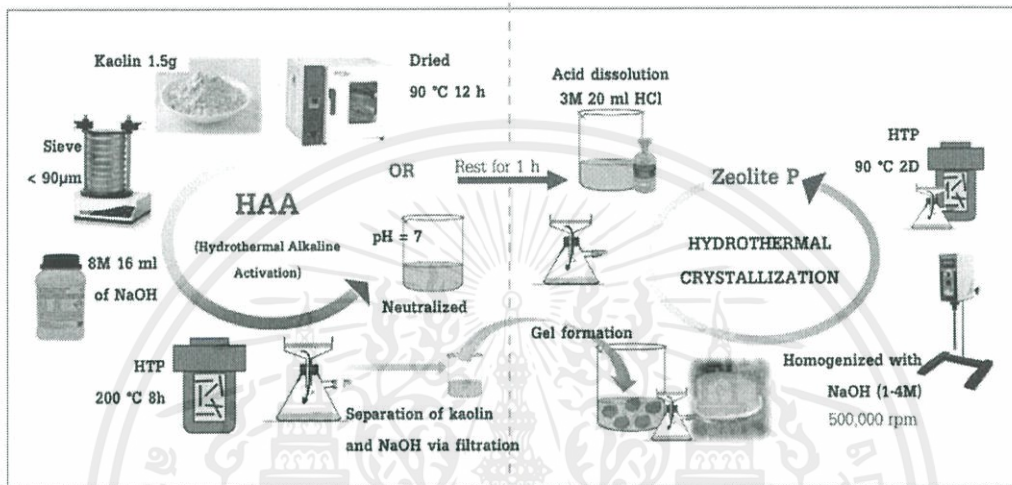 Kaolin 1.5g
Dried
90 °C 12 h
Sieve
< 90µm
HAA
(Hydrothermal Alkaline
Activation)
8M 16 ml
of NaOH
HTP
200 °C 8h
Separation of kaolin
and NaOH via filtration
pH = 7
Neutralized
OR
Rest for 1 h
Acid dissolution
3M 20 ml HCl
Gel formation
Homogenized with
NaOH (1-4M)
500,000 rpm
HTP
90 °C 2D
Zeolite P
HYDROTHERMAL
CRYSTALLIZATION